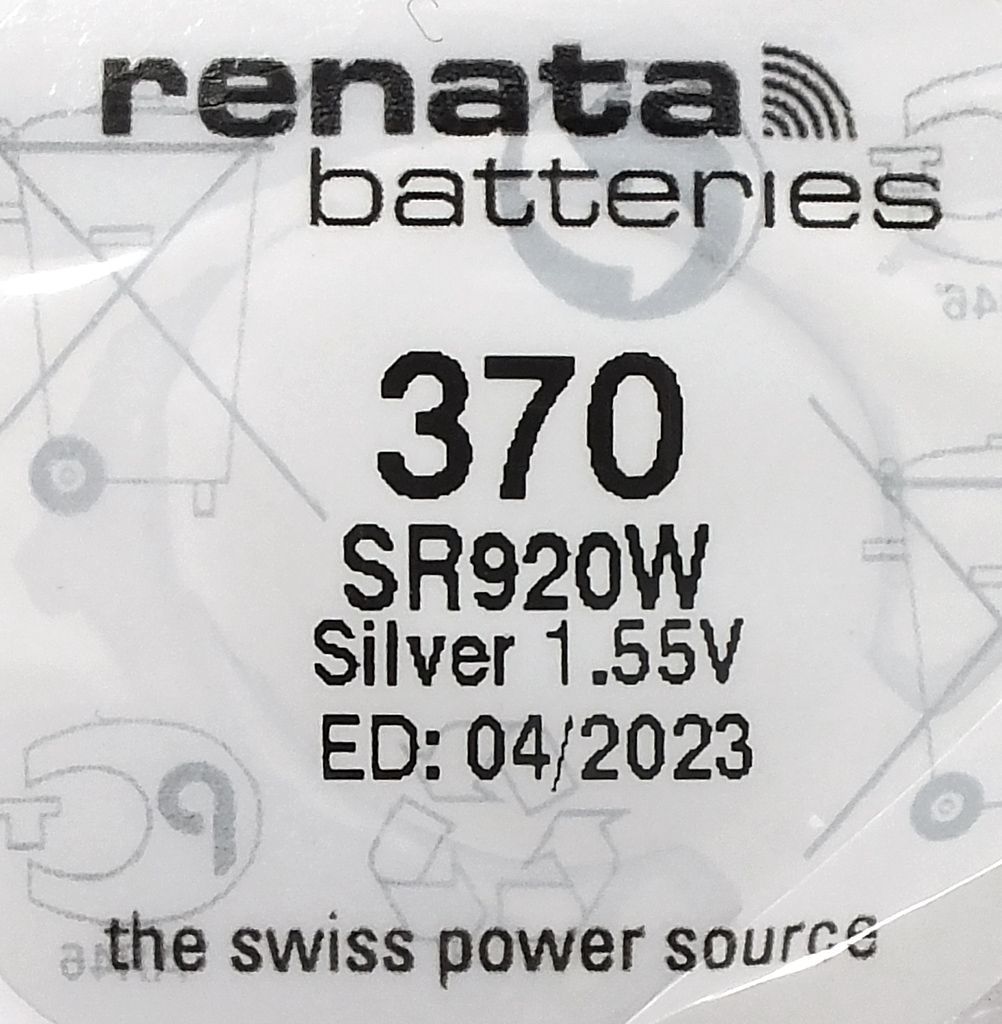 renata
batteries
370
SR920W
Silver 1.55V
ED: 04/2023
the swiss power source